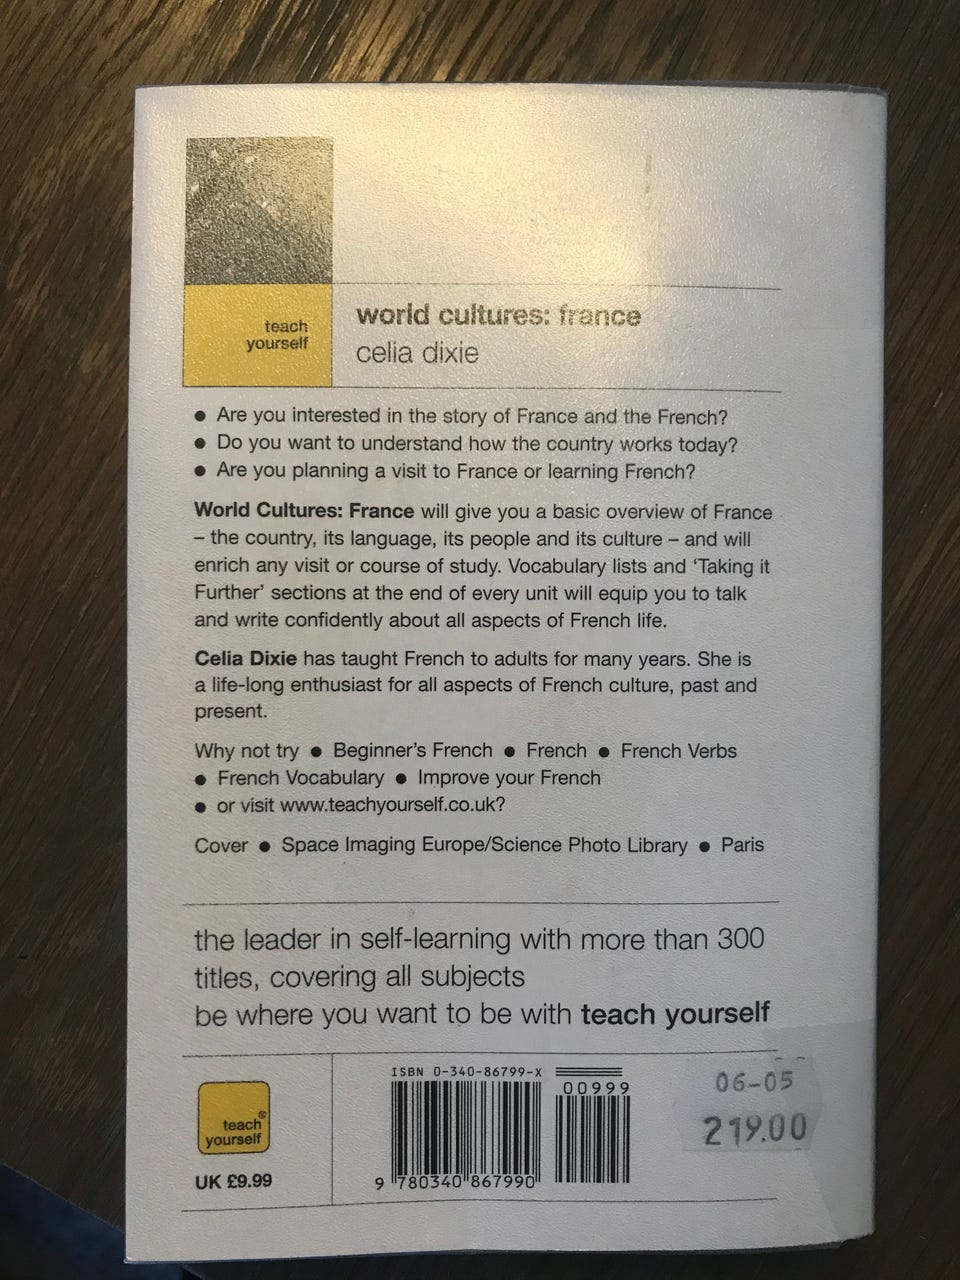 teach
yourself
world cultures: france
celia dixie
● Are you interested in the story of France and the French?
● Do you want to understand how the country works today?
● Are you planning a visit to France or learning French?
World Cultures: France will give you a basic overview of France
– the country, its language, its people and its culture – and will
enrich any visit or course of study. Vocabulary lists and ‘Taking it
Further’ sections at the end of every unit will equip you to talk
and write confidently about all aspects of French life.
Celia Dixie has taught French to adults for many years. She is
a life-long enthusiast for all aspects of French culture, past and
present.
Why not try ● Beginner’s French ● French ● French Verbs
● French Vocabulary ● Improve your French
● or visit www.teachyourself.co.uk?
Cover ● Space Imaging Europe/Science Photo Library ● Paris
the leader in self-learning with more than 300
titles, covering all subjects
be where you want to be with teach yourself
teach®
yourself
UK £9.99
ISBN 0-340-86799-X
00999
9 780340 867990
06-05
219.00